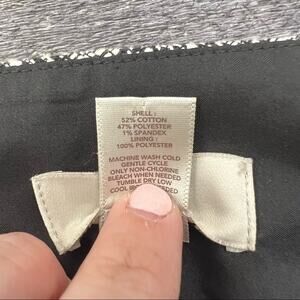 SHELL :
52% COTTON
47% POLYESTER
1% SPANDEX
LINING :
100% POLYESTER
MACHINE WASH COLD
GENTLE CYCLE
ONLY NON-CHLORINE
BLEACH WHEN NEEDED
TUMBLE DRY LOW
COOL